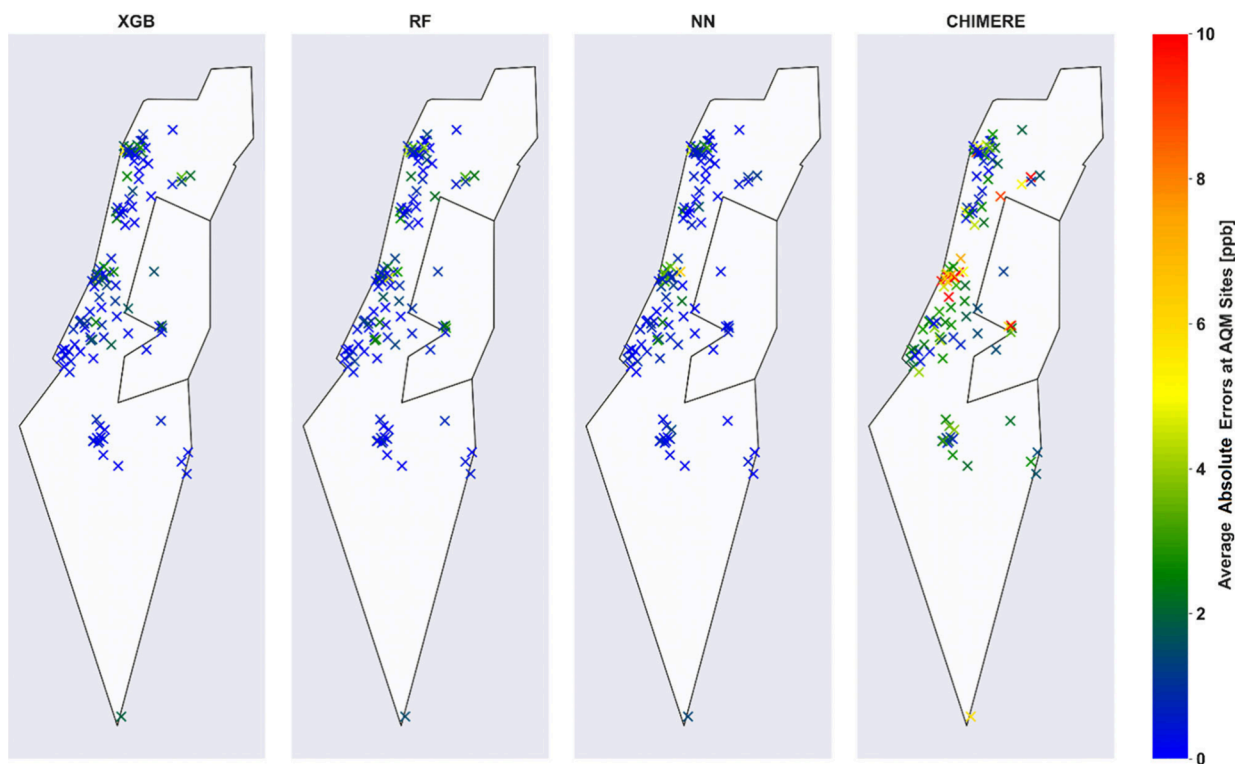 XGB
RF
NN
CHIMERE
10
8
6
4
2
0
Average Absolute Errors at AQM Sites [ppb]